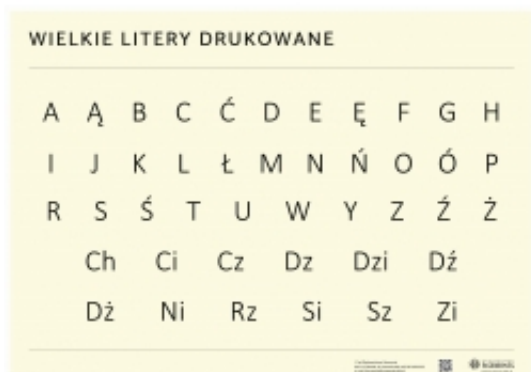 WIELKIE LITERY DRUKOWANE
A Ą B C Ć D E Ę F G H
I J K L Ł M N Ń O Ó P
R S Ś T U W Y Z Ź Ż
Ch Ci Cz Dz Dzi Dź
Dż Ni Rz Si Sz Zi